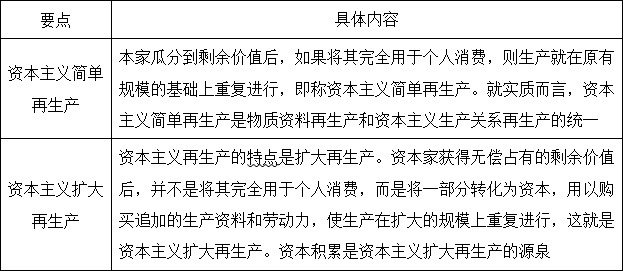 要点 具体内容
本家瓜分到剩余价值后，如果将其完全用于个人消费，则生产就在原有
资本主义简单
规模的基础上重复进行，即称资本主义简单再生产。就实质而言，资本
再生产
主义简单再生产是物质资料再生产和资本主义生产关系再生产的统一
资本主义再生产的特点是扩大再生产。资本家获得无偿占有的剩余价值
后，并不是将其完全用于个人消费，而是将一部分转化为资本，用以购
资本主义扩大
再生产
买追加的生产资料和劳动力，使生产在扩大的规模上重复进行，这就是
资本主义扩大再生产。资本积累是资本主义扩大再生产的源泉